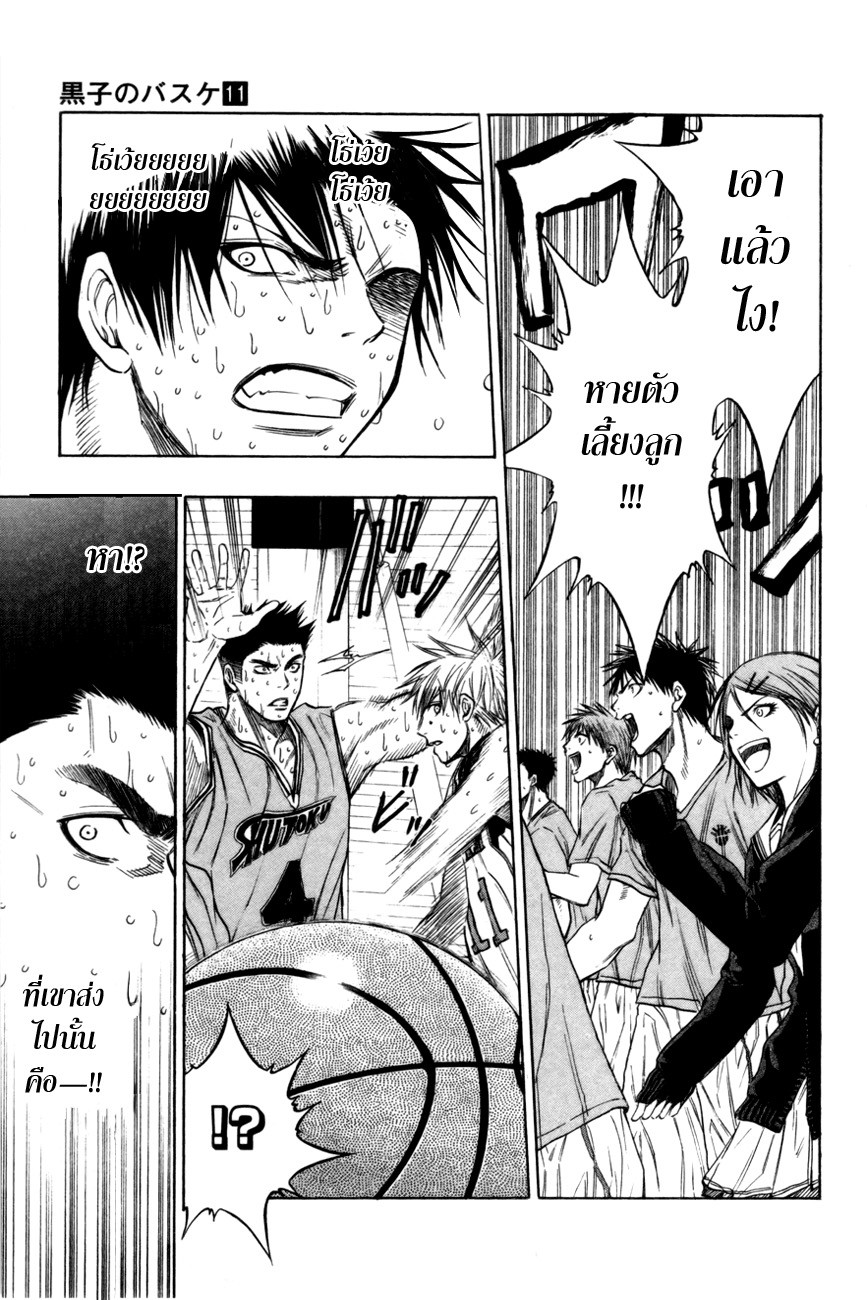 黒子のバスケ11
เอา
แล้ว
ไง!
หายตัว
เลี้ยงลูก
!!!
โธ่เว้ย
โธ่เว้ย
โธ่เว้ยยยยย
ยยยยยยยยย
SHUTOKU
4
11
!?
หา!?
ที่เขาส่ง
ไปนั้น
คือ—!!